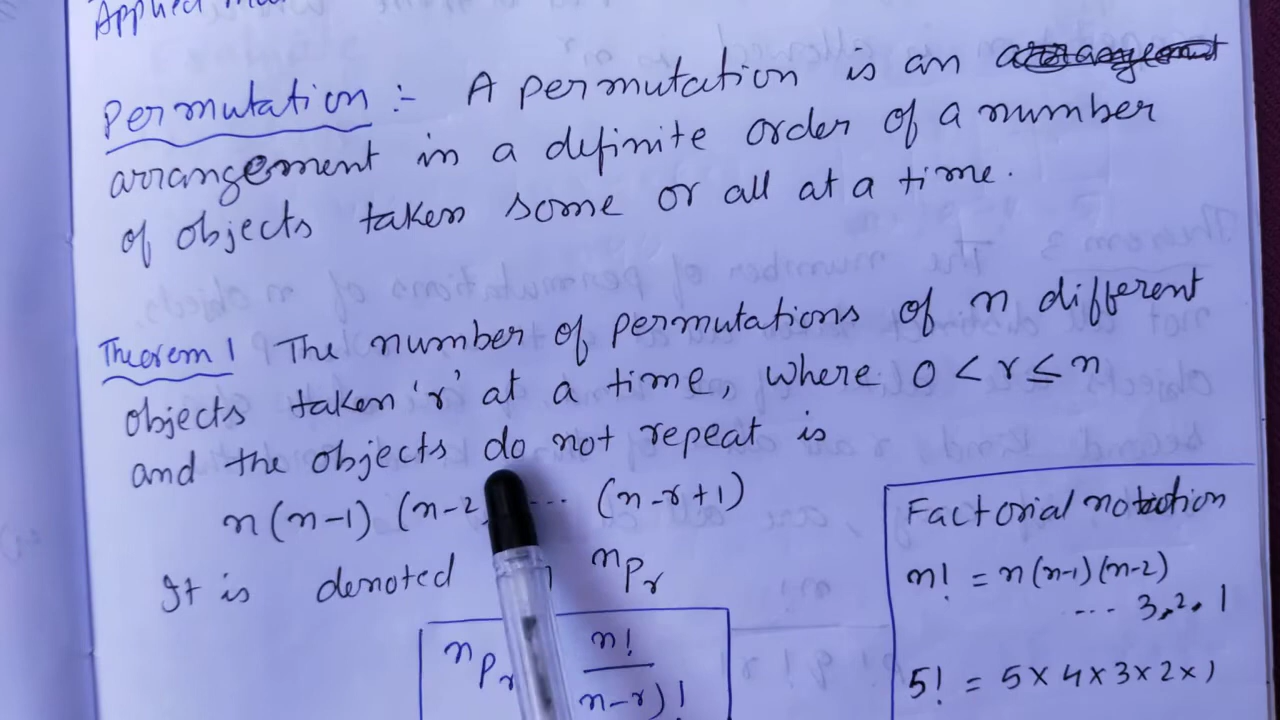 Applied
Permutation :- A permutation is an
arrangement in a definite order of a number
of objects taken some or all at a time.
Theorem 1 The number of permutations of n different
objects taken 'r' at a time, where 0 < r ≤ n
and the objects do not repeat is
n(n-1) (n-2 ... (n-r+1)
It is denoted nPr
nPr n!
n-r)!
Factorial notation
n! = n(n-1)(n-2)
... 3.2.1
5! = 5 x 4 x 3 x 2 x 1